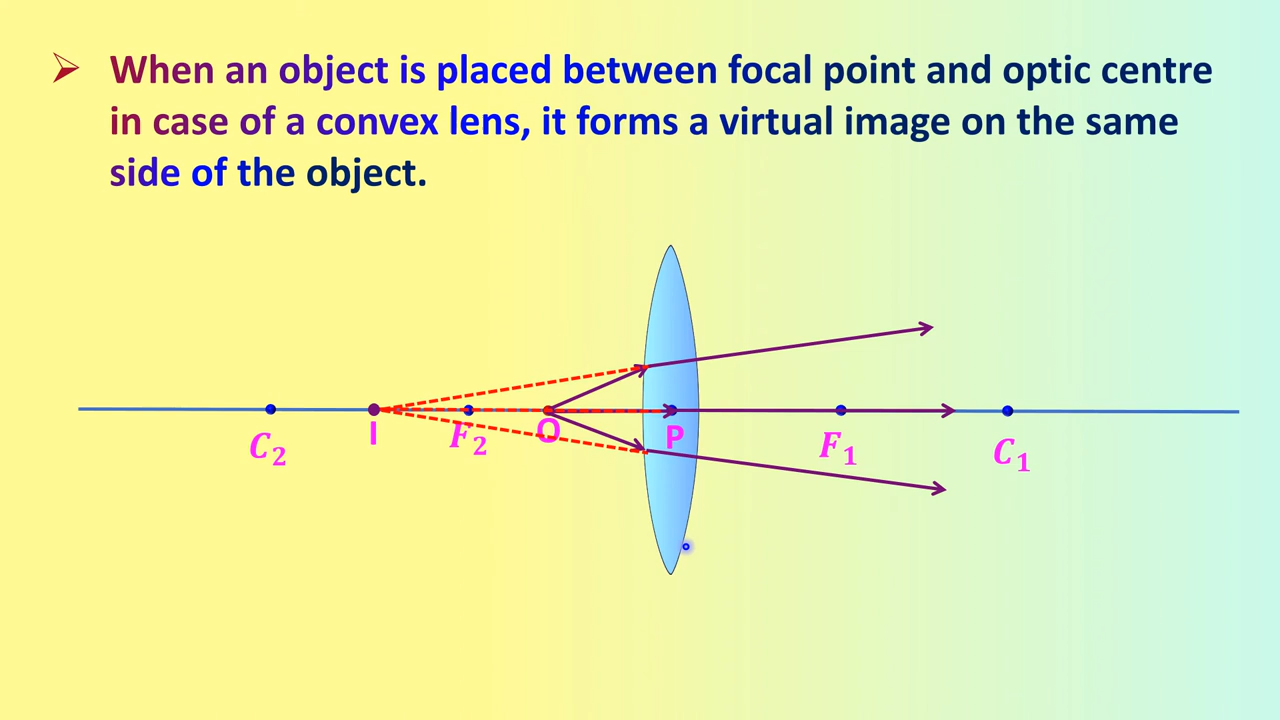 ➢ When an object is placed between focal point and optic centre
in case of a convex lens, it forms a virtual image on the same
side of the object.
C₂ I F₂ O P F₁ C₁